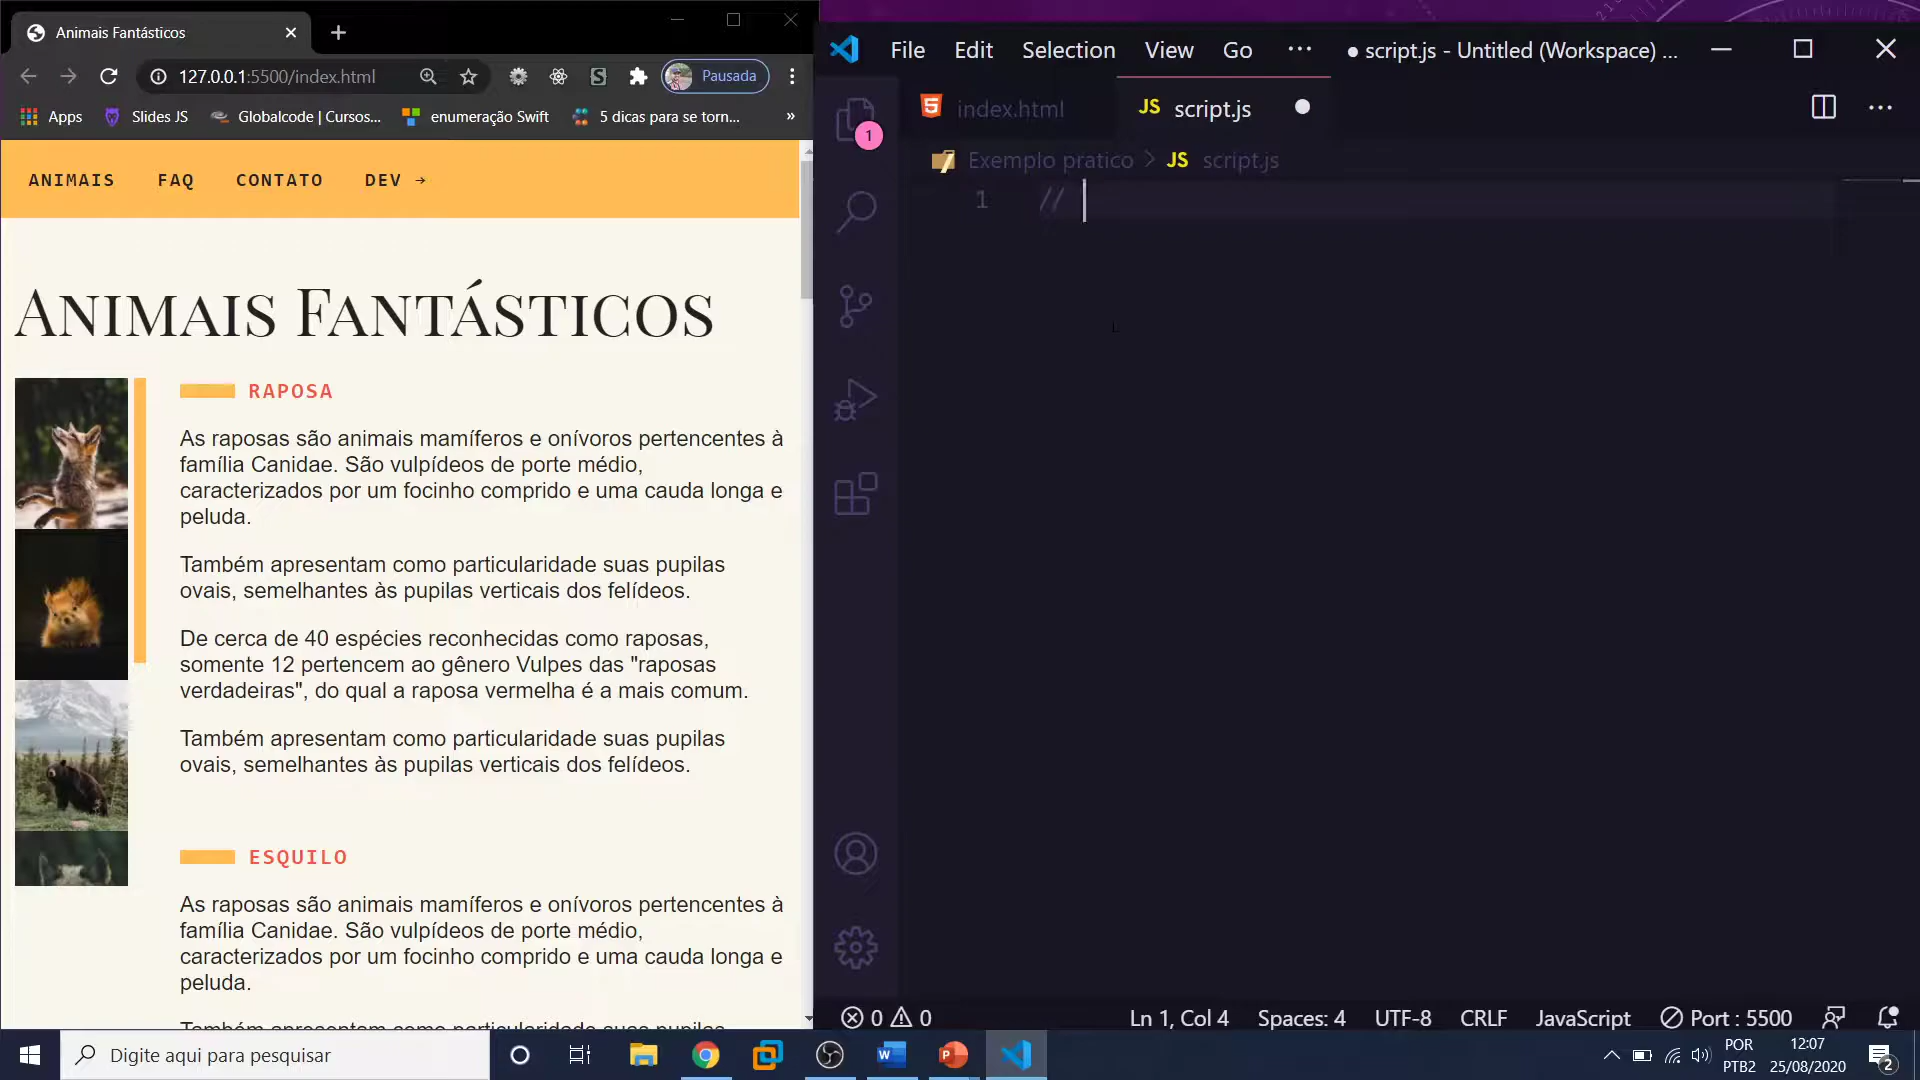 Animais Fantásticos
127.0.0.1:5500/index.html
Pausada
Apps
Slides JS
Globalcode | Cursos...
enumeração Swift
5 dicas para se torn...
»
ANIMAIS
FAQ
CONTATO
DEV →
ANIMAIS FANTÁSTICOS
RAPOSA
As raposas são animais mamíferos e onívoros pertencentes à
família Canidae. São vulpídeos de porte médio,
caracterizados por um focinho comprido e uma cauda longa e
peluda.
Também apresentam como particularidade suas pupilas
ovais, semelhantes às pupilas verticais dos felídeos.
De cerca de 40 espécies reconhecidas como raposas,
somente 12 pertencem ao gênero Vulpes das "raposas
verdadeiras", do qual a raposa vermelha é a mais comum.
Também apresentam como particularidade suas pupilas
ovais, semelhantes às pupilas verticais dos felídeos.
ESQUILO
As raposas são animais mamíferos e onívoros pertencentes à
família Canidae. São vulpídeos de porte médio,
caracterizados por um focinho comprido e uma cauda longa e
peluda.
Também apresentam como particularidade suas pupilas
File Edit Selection View Go ··· ● script.js - Untitled (Workspace) ...
1
index.html
JS script.js
Exemplo pratico > JS script.js
1 //
0 0
Ln 1, Col 4
Spaces: 4
UTF-8
CRLF
JavaScript
Port : 5500
Digite aqui para pesquisar
POR
PTB2
12:07
25/08/2020
2